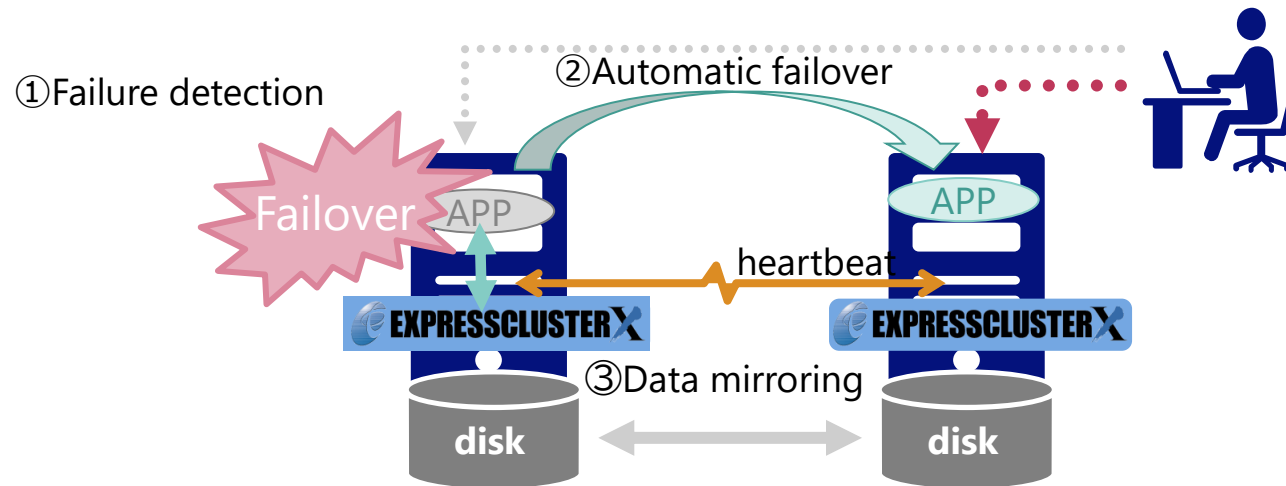 ②Automatic failover
①Failure detection
Failover
APP
APP
heartbeat
EXPRESSCLUSTER X
EXPRESSCLUSTER X
③Data mirroring
disk
disk